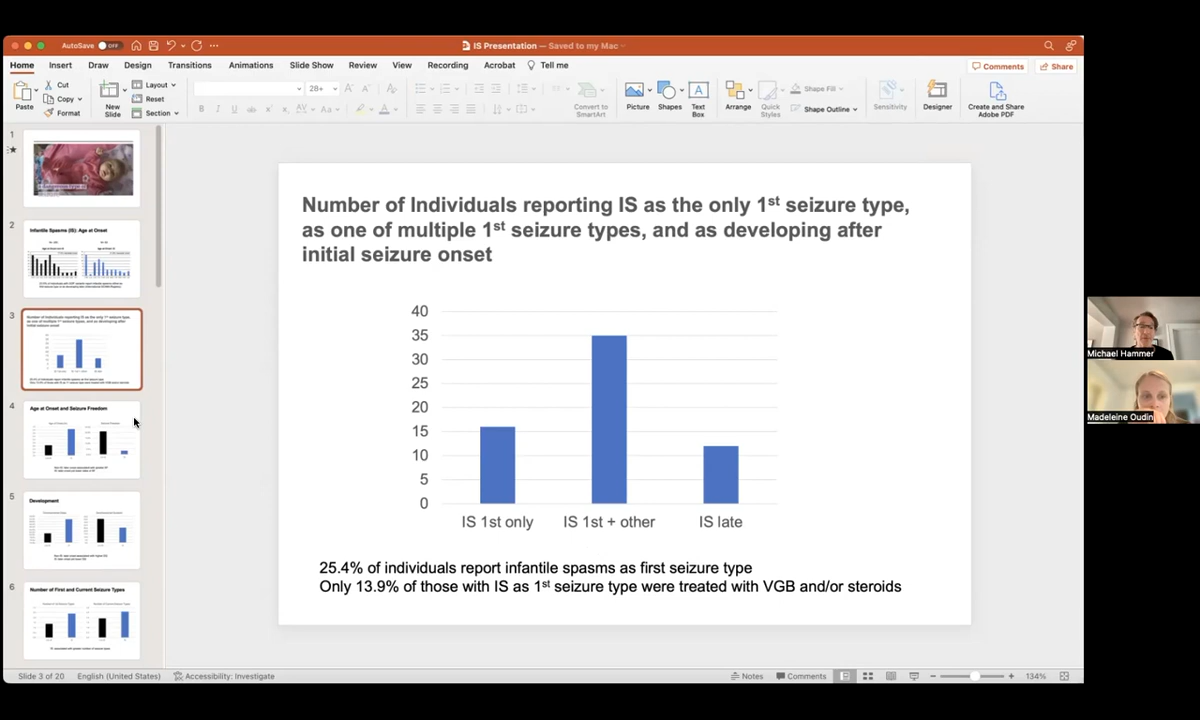 AutoSave OFF
IS Presentation — Saved to my Mac
Home Insert Draw Design Transitions Animations Slide Show Review View Recording Acrobat Tell me
Comments Share
Paste Cut Copy Format
New Slide Layout Reset Section
28
Convert to SmartArt
Picture Shapes Text Box
Arrange Quick Styles Shape Fill Shape Outline
Sensitivity
Designer
Create and Share Adobe PDF
1
2
Infantile Spasms (IS): Age at Onset
3
4
Age at Onset and Seizure Freedom
5
Development
6
Number of First and Current Seizure Types
Number of Individuals reporting IS as the only 1st seizure type,
as one of multiple 1st seizure types, and as developing after
initial seizure onset
40
35
30
25
20
15
10
5
0
IS 1st only IS 1st + other IS late
25.4% of individuals report infantile spasms as first seizure type
Only 13.9% of those with IS as 1st seizure type were treated with VGB and/or steroids
Michael Hammer
Madeleine Oudin
Slide 3 of 20 English (United States) Accessibility: Investigate
Notes Comments 134%